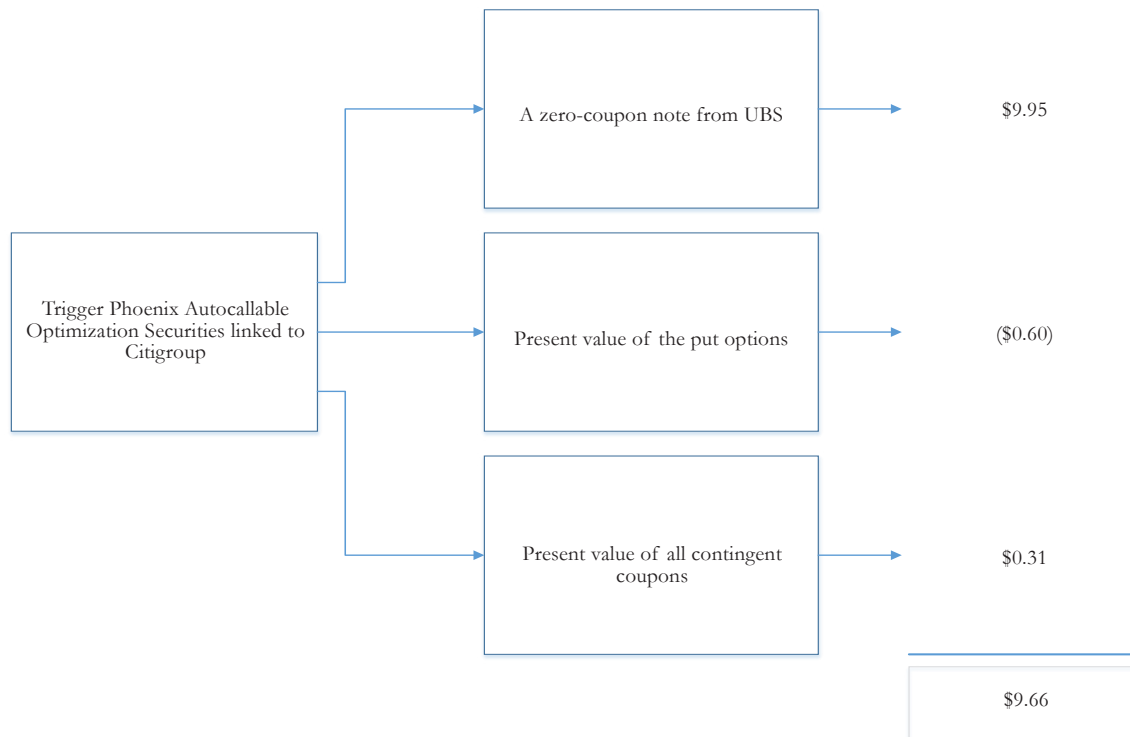 A zero-coupon note from UBS
$9.95
Trigger Phoenix Autocallable
Optimization Securities linked to
Citigroup
Present value of the put options
($0.60)
Present value of all contingent
coupons
$0.31
$9.66